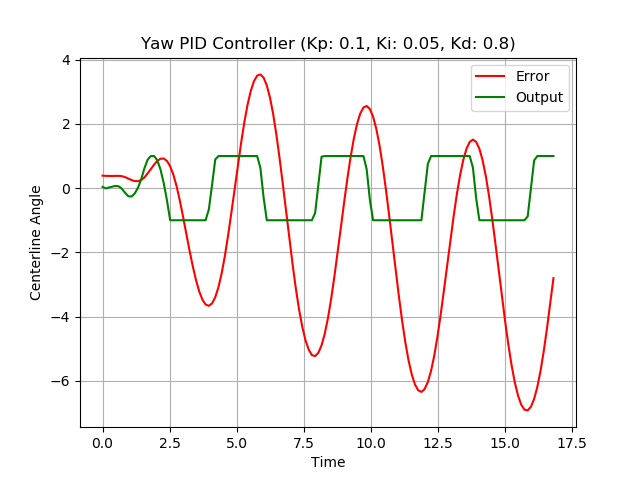 Yaw PID Controller (Kp: 0.1, Ki: 0.05, Kd: 0.8)
Error
Output
4
2
0
−2
−4
−6
Centerline Angle
0.0 2.5 5.0 7.5 10.0 12.5 15.0 17.5
Time